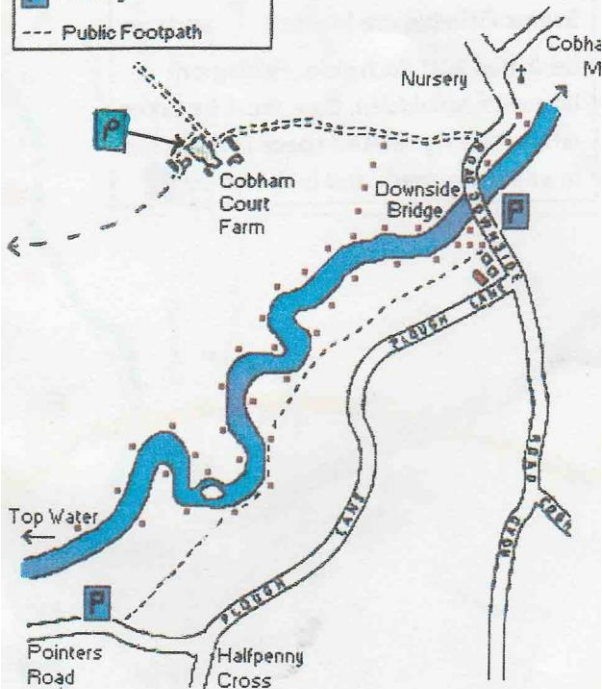 P
--- Public Footpath
Cobha
M
Nursery
P
Cobham
Court
Farm
Downside
Bridge
P
ROAD DOWNSIDE
PLOUGH LANE
PLOUGH LANE
ROAD
ROAD
Top Water
P
Pointers
Road
Halfpenny
Cross